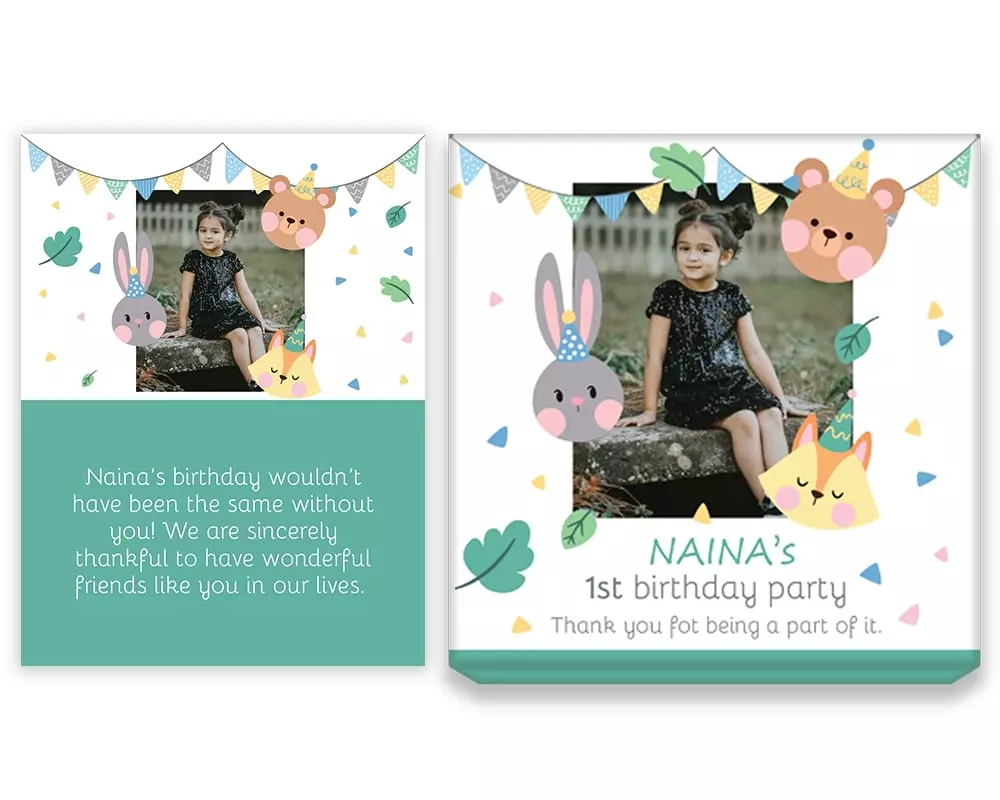 Naina's birthday wouldn't
have been the same without
you! We are sincerely
thankful to have wonderful
friends like you in our lives.
NAINA's
1st birthday party
Thank you fot being a part of it.